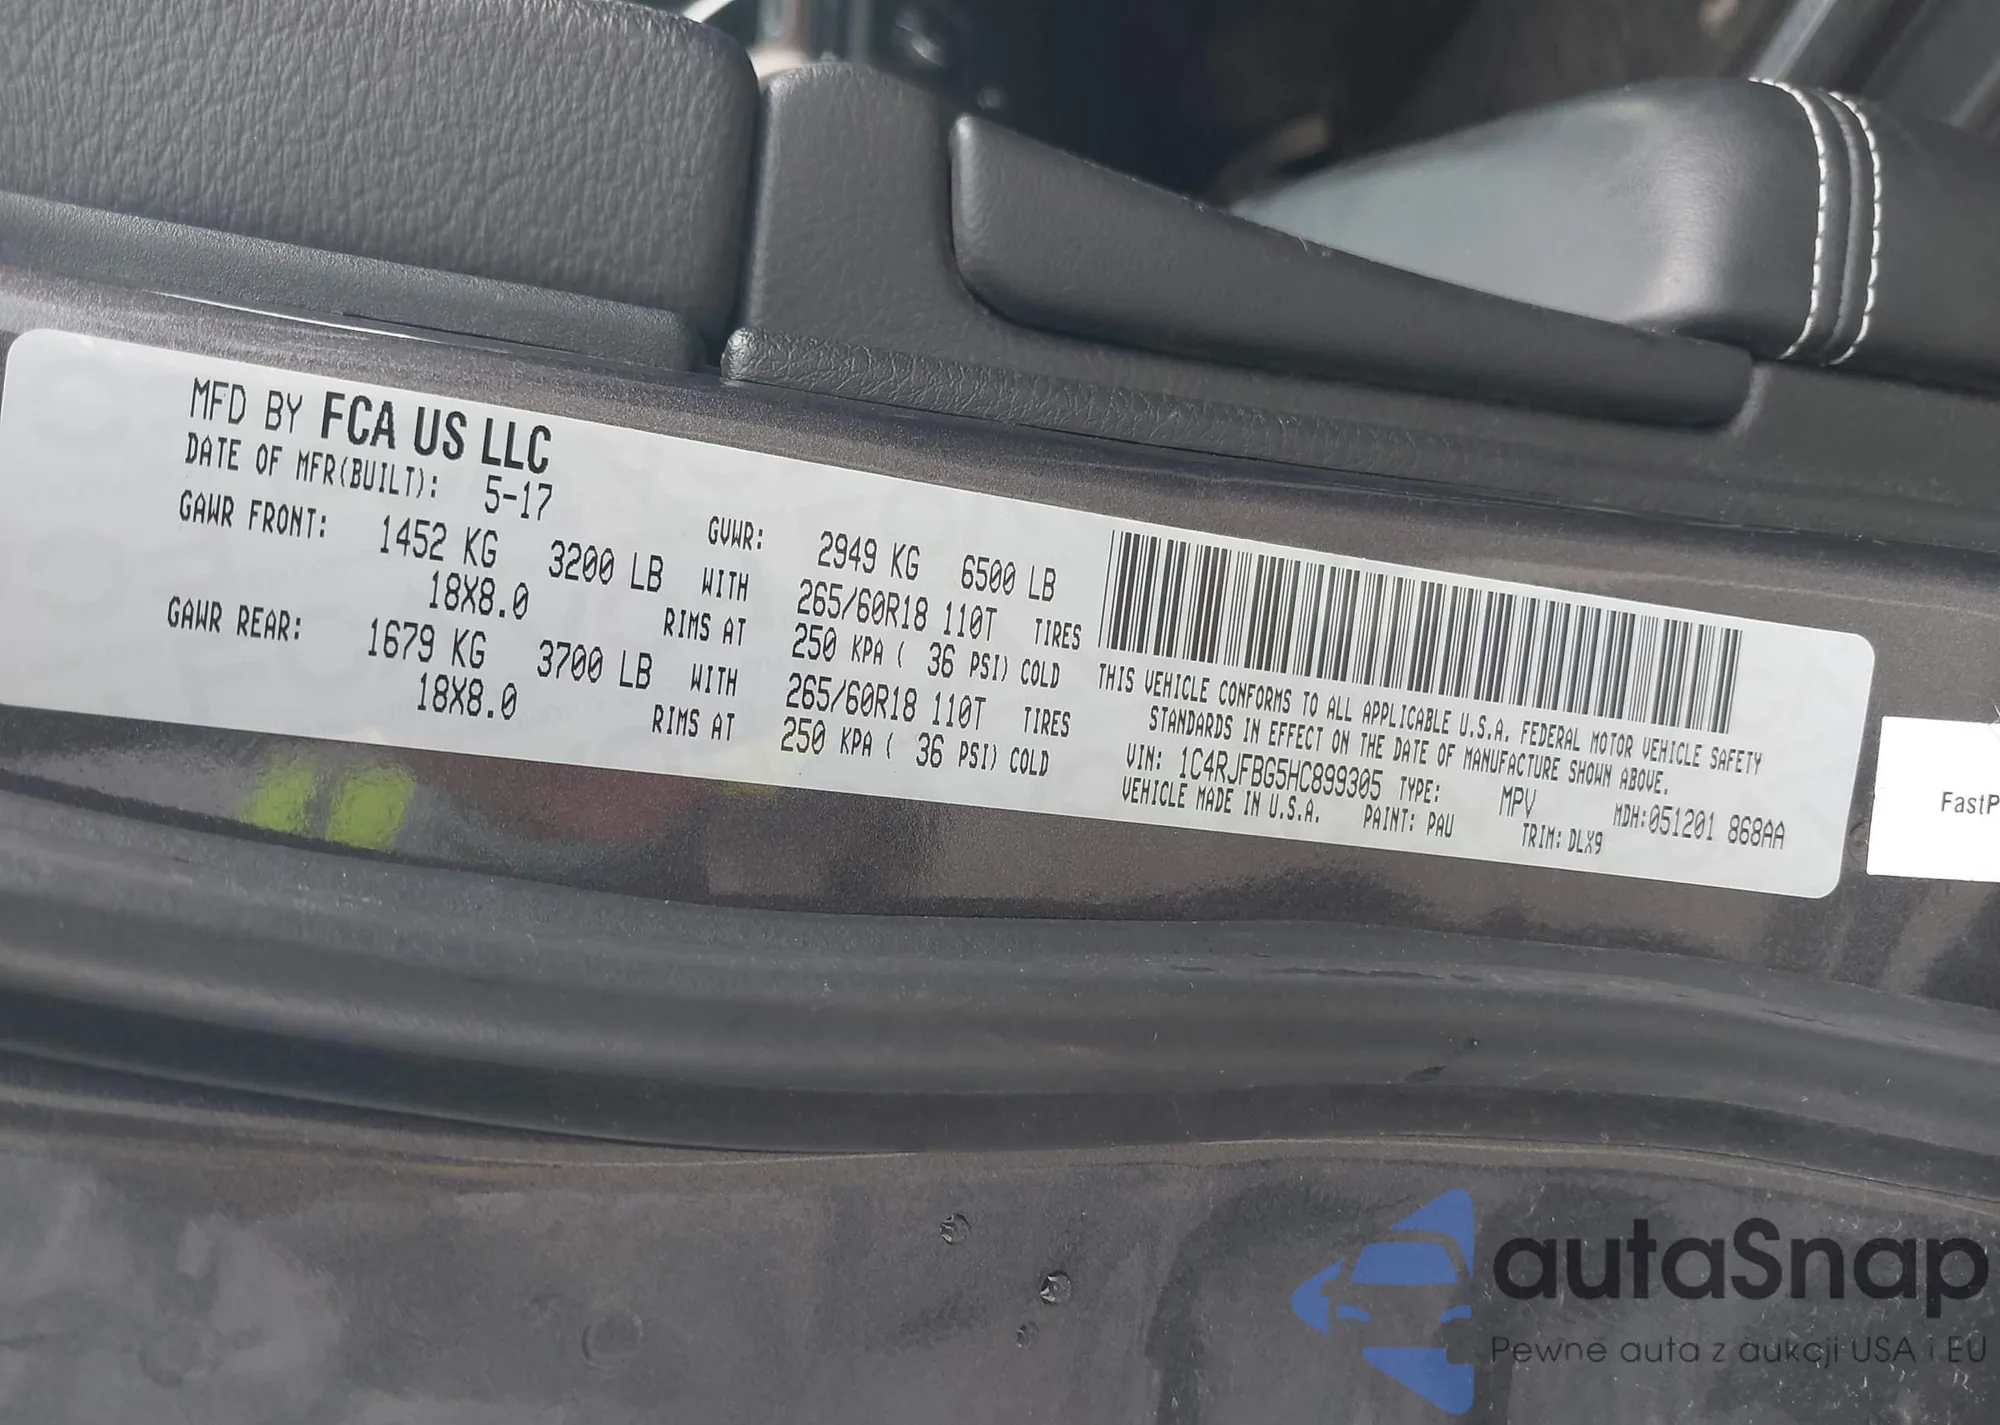 MFD BY FCA US LLC
DATE OF MFR(BUILT): 5-17
GVWR: 2949 KG 6500 LB
GAWR FRONT: 1452 KG 3200 LB WITH 265/60R18 110T TIRES
18X8.0 RIMS AT 250 KPA ( 36 PSI) COLD
GAWR REAR: 1679 KG 3700 LB WITH 265/60R18 110T TIRES
18X8.0 RIMS AT 250 KPA ( 36 PSI) COLD
THIS VEHICLE CONFORMS TO ALL APPLICABLE U.S.A. FEDERAL MOTOR VEHICLE SAFETY
STANDARDS IN EFFECT ON THE DATE OF MANUFACTURE SHOWN ABOVE.
VIN: 1C4RJFBG5HC899305 TYPE: MPV MDH:051201 868AA
VEHICLE MADE IN U.S.A. PAINT: PAU TRIM: DLX9
FastP
autaSnap
Pewne auta z aukcji USA i EU